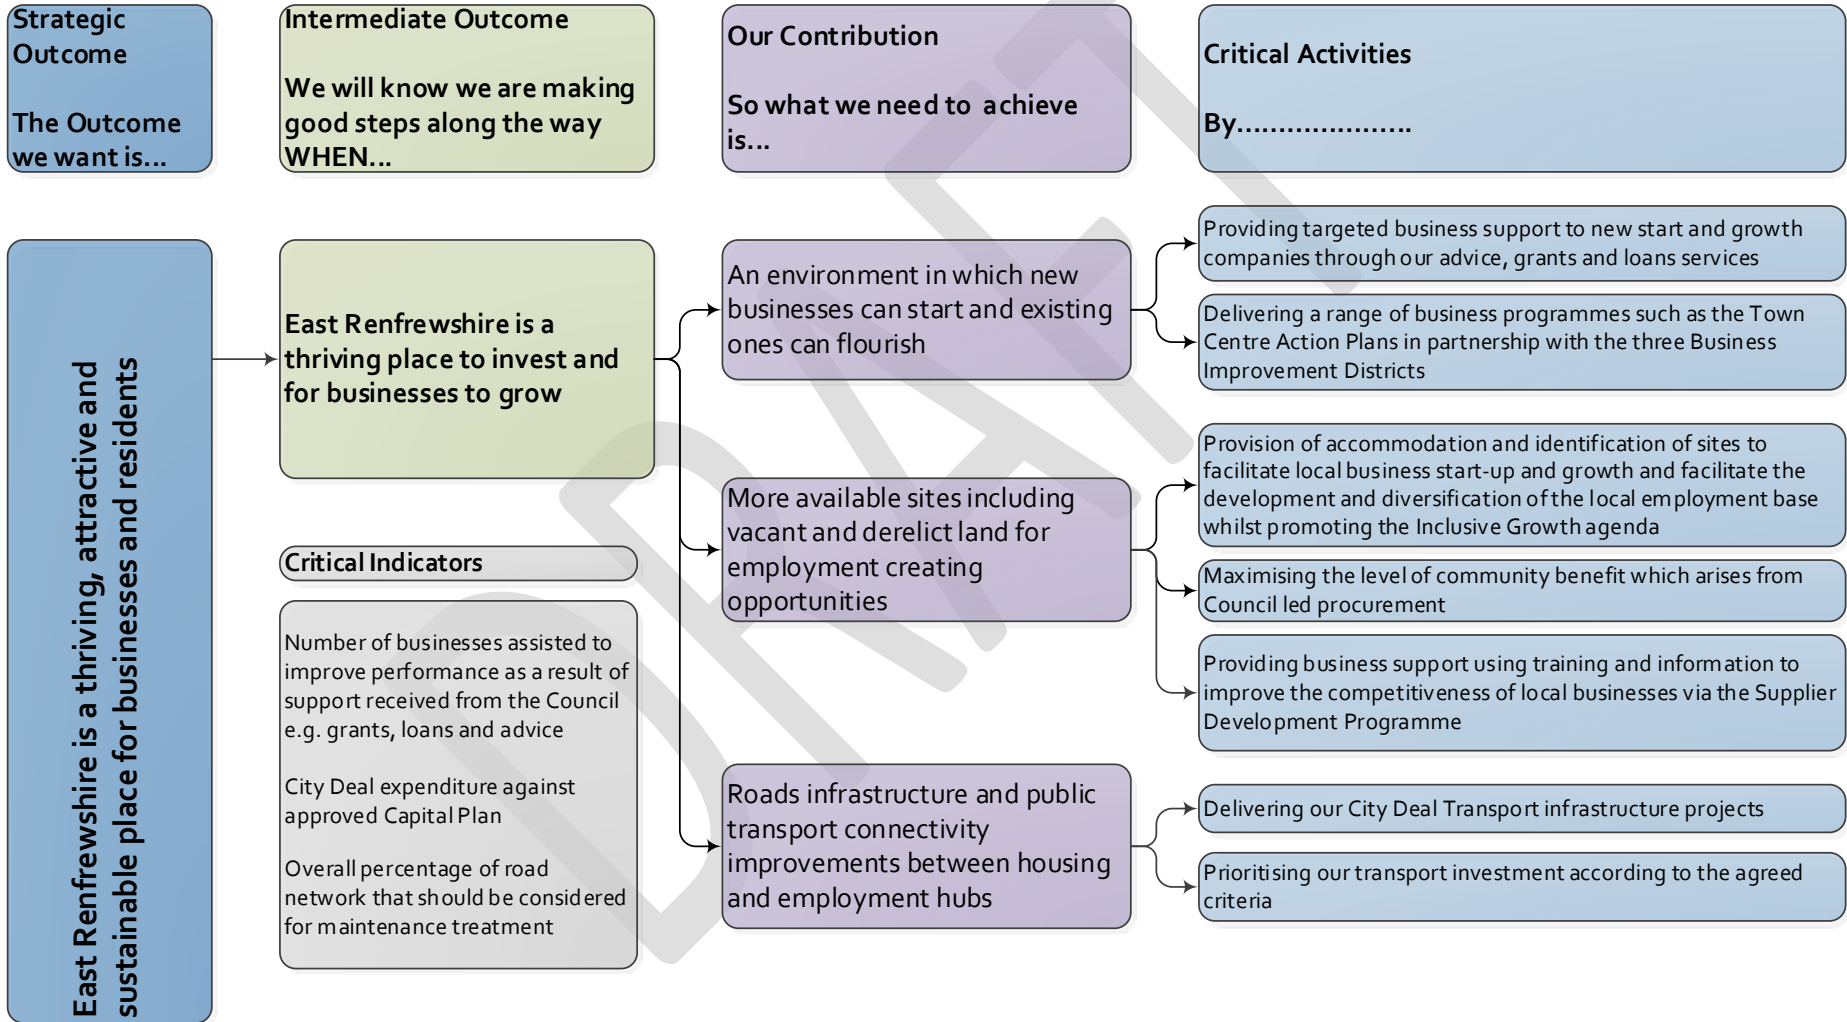 Strategic
Outcome
The Outcome
we want is...
Intermediate Outcome
We will know we are making
good steps along the way
WHEN...
Our Contribution
So what we need to achieve
is...
Critical Activities
By.....................
East Renfrewshire is a thriving, attractive and
sustainable place for businesses and residents
East Renfrewshire is a
thriving place to invest and
for businesses to grow
Critical Indicators
Number of businesses assisted to
improve performance as a result of
support received from the Council
e.g. grants, loans and advice
City Deal expenditure against
approved Capital Plan
Overall percentage of road
network that should be considered
for maintenance treatment
An environment in which new
businesses can start and existing
ones can flourish
More available sites including
vacant and derelict land for
employment creating
opportunities
Roads infrastructure and public
transport connectivity
improvements between housing
and employment hubs
Providing targeted business support to new start and growth
companies through our advice, grants and loans services
Delivering a range of business programmes such as the Town
Centre Action Plans in partnership with the three Business
Improvement Districts
Provision of accommodation and identification of sites to
facilitate local business start-up and growth and facilitate the
development and diversification of the local employment base
whilst promoting the Inclusive Growth agenda
Maximising the level of community benefit which arises from
Council led procurement
Providing business support using training and information to
improve the competitiveness of local businesses via the Supplier
Development Programme
Delivering our City Deal Transport infrastructure projects
Prioritising our transport investment according to the agreed
criteria
DRAFT